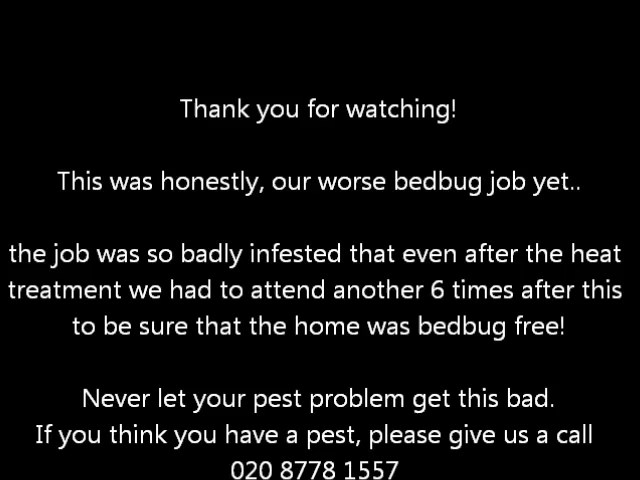 Thank you for watching!
This was honestly, our worse bedbug job yet..
the job was so badly infested that even after the heat
treatment we had to attend another 6 times after this
to be sure that the home was bedbug free!
Never let your pest problem get this bad.
If you think you have a pest, please give us a call
020 8778 1557